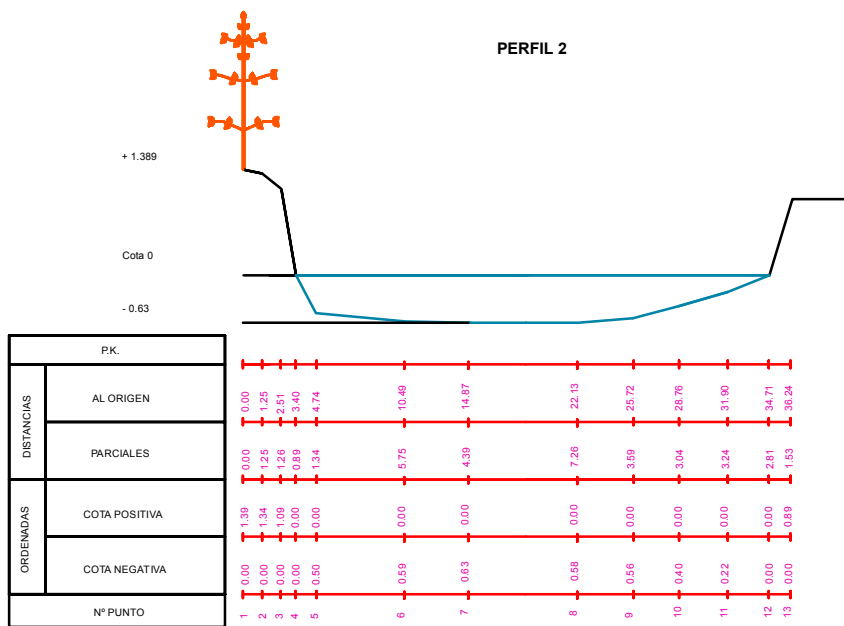 PERFIL 2
+ 1.389
Cota 0
- 0.63
P.K.
DISTANCIAS
AL ORIGEN
0.00 1.25 2.51 3.40 4.74 10.49 14.87 22.13 25.72 28.76 31.90 34.71 36.24
PARCIALES
0.00 1.25 1.26 0.89 1.34 5.75 4.39 7.26 3.59 3.04 3.24 2.81 1.53
ORDENADAS
COTA POSITIVA
1.39 1.34 1.09 0.00 0.00 0.00 0.00 0.00 0.00 0.00 0.00 0.00 0.89
COTA NEGATIVA
0.00 0.00 0.00 0.00 0.50 0.59 0.63 0.58 0.56 0.40 0.22 0.00 0.00
Nº PUNTO
1 2 3 4 5 6 7 8 9 10 11 12 13